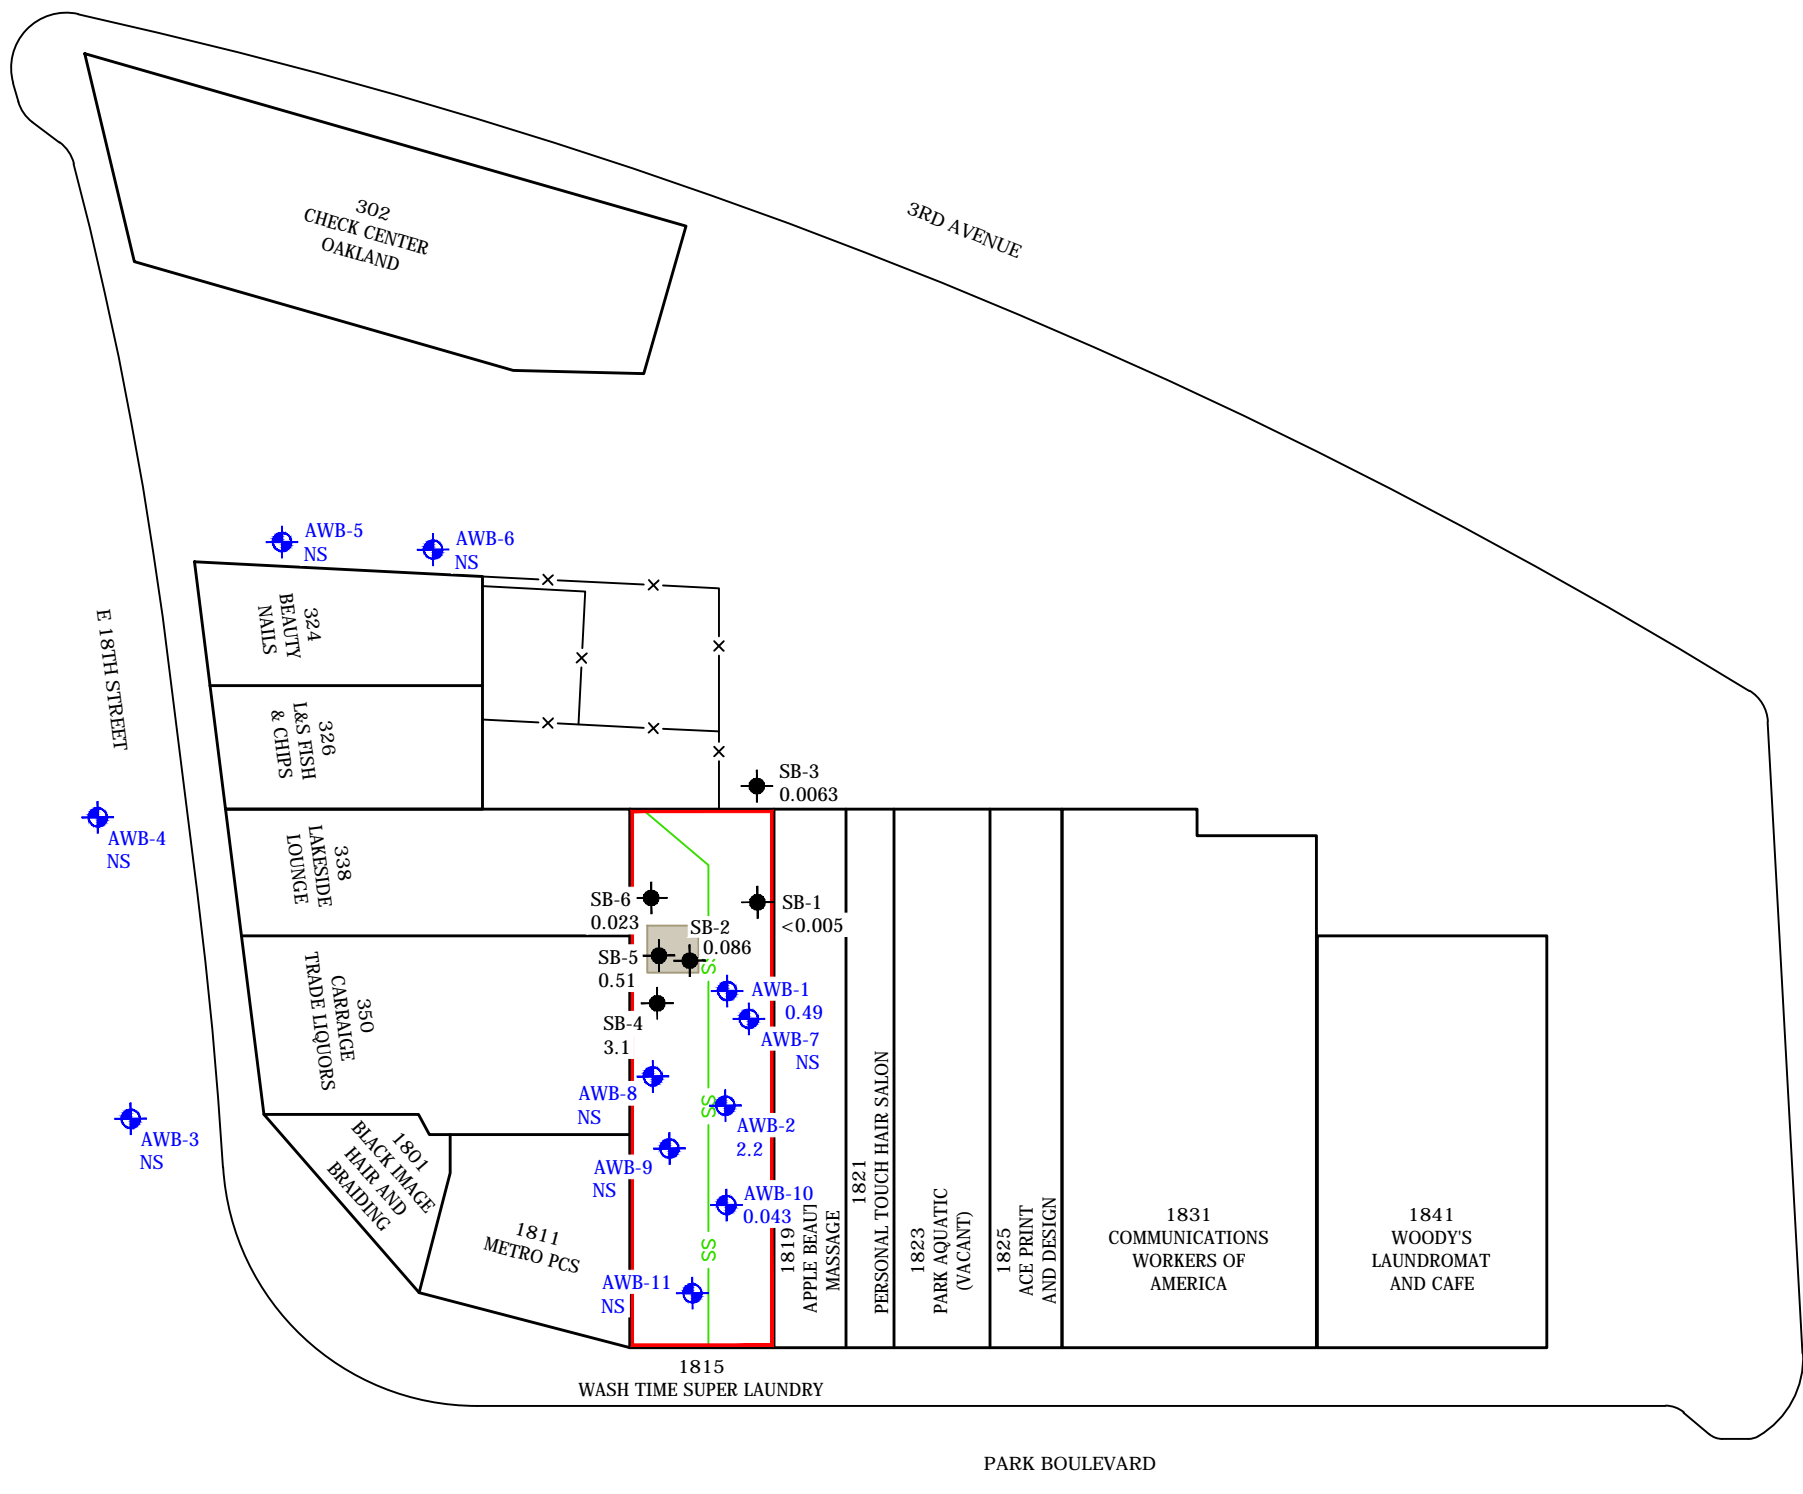 302
CHECK CENTER
OAKLAND
3RD AVENUE
AWB-5
NS
AWB-6
NS
324
BEAUTY
NAILS
E 18TH STREET
326
L&S FISH
& CHIPS
SB-3
0.0063
AWB-4
NS
338
LAKESIDE
LOUNGE
SB-6
0.023
SB-1
<0.005
SB-2
0.086
SB-5
0.51
SS
350
CARRAIGE
TRADE LIQUORS
AWB-1
0.49
SB-4
3.1
AWB-7
NS
AWB-8
NS
SS
AWB-2
2.2
AWB-3
NS
1801
BLACK IMAGE
HAIR AND
BRAIDING
AWB-9
NS
AWB-10
0.043
SS
1811
METRO PCS
AWB-11
NS
1819
APPLE BEAUT
MASSAGE
1821
PERSONAL TOUCH HAIR SALON
1823
PARK AQUATIC
(VACANT)
1825
ACE PRINT
AND DESIGN
1831
COMMUNICATIONS
WORKERS OF
AMERICA
1841
WOODY'S
LAUNDROMAT
AND CAFE
1815
WASH TIME SUPER LAUNDRY
PARK BOULEVARD